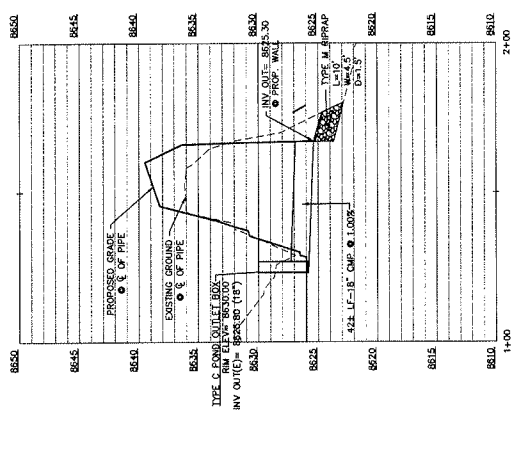 8650
8645
8640
8635
8630
8625
8620
8615
8610
PROPOSED GRADE
@ ℄ OF PIPE
EXISTING GROUND
@ ℄ OF PIPE
TYPE C POND OUTLET BOX
RIM ELEV= 8630.00
INV OUT(E)= (18")
42± LF-18" CMP @ 1.00%
INV OUT= 8625.30
@ PROP. WALL
TYPE M RIPRAP
L=10'
W=4.5'
D=1.5'
8650
8645
8640
8635
8630
8625
8620
8615
8610
1+00
2+00